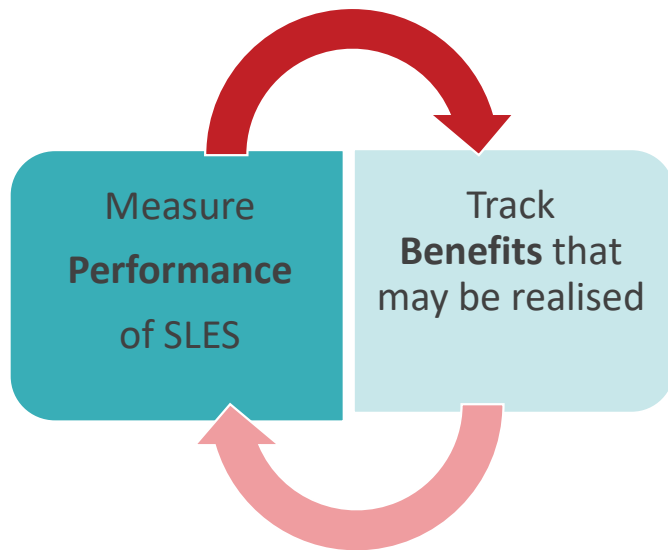 Measure
Performance
of SLES
Track
Benefits that
may be realised